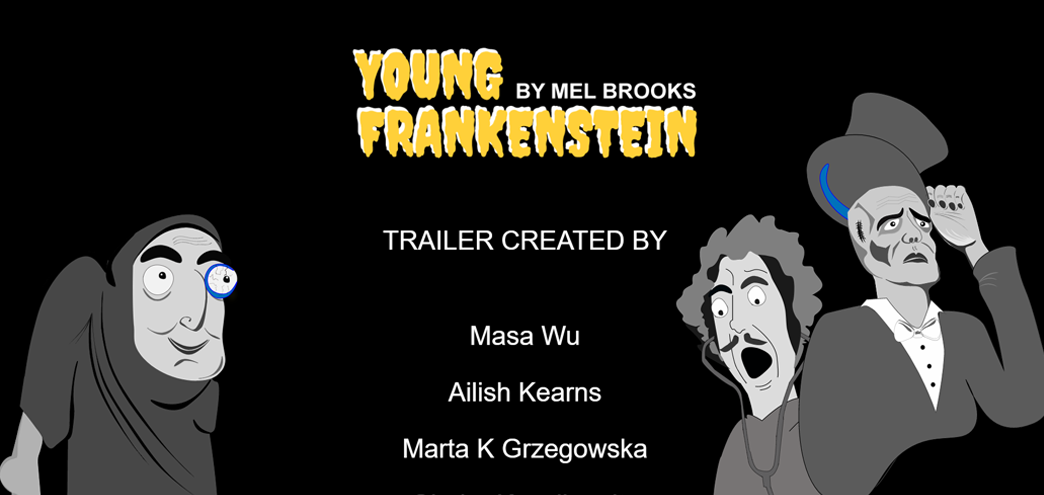 YOUNG
BY MEL BROOKS
FRANKENSTEIN
TRAILER CREATED BY
Masa Wu
Ailish Kearns
Marta K Grzegowska